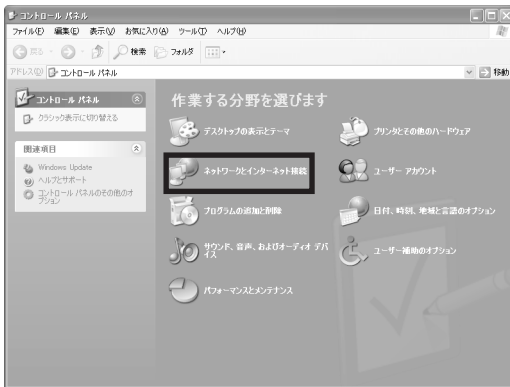 コントロール パネル
ファイル(F) 編集(E) 表示(V) お気に入り(A) ツール(T) ヘルプ(H)
戻る 検索 フォルダ
アドレス(D) コントロール パネル 移動
コントロール パネル
クラシック表示に切り替える
関連項目
Windows Update
ヘルプとサポート
コントロール パネルのその他のオ
プション
作業する分野を選びます
デスクトップの表示とテーマ
プリンタとその他のハードウェア
ネットワークとインターネット接続
ユーザー アカウント
プログラムの追加と削除
日付、時刻、地域と言語のオプション
サウンド、音声、およびオーディオ デバ
イス
ユーザー補助のオプション
パフォーマンスとメンテナンス